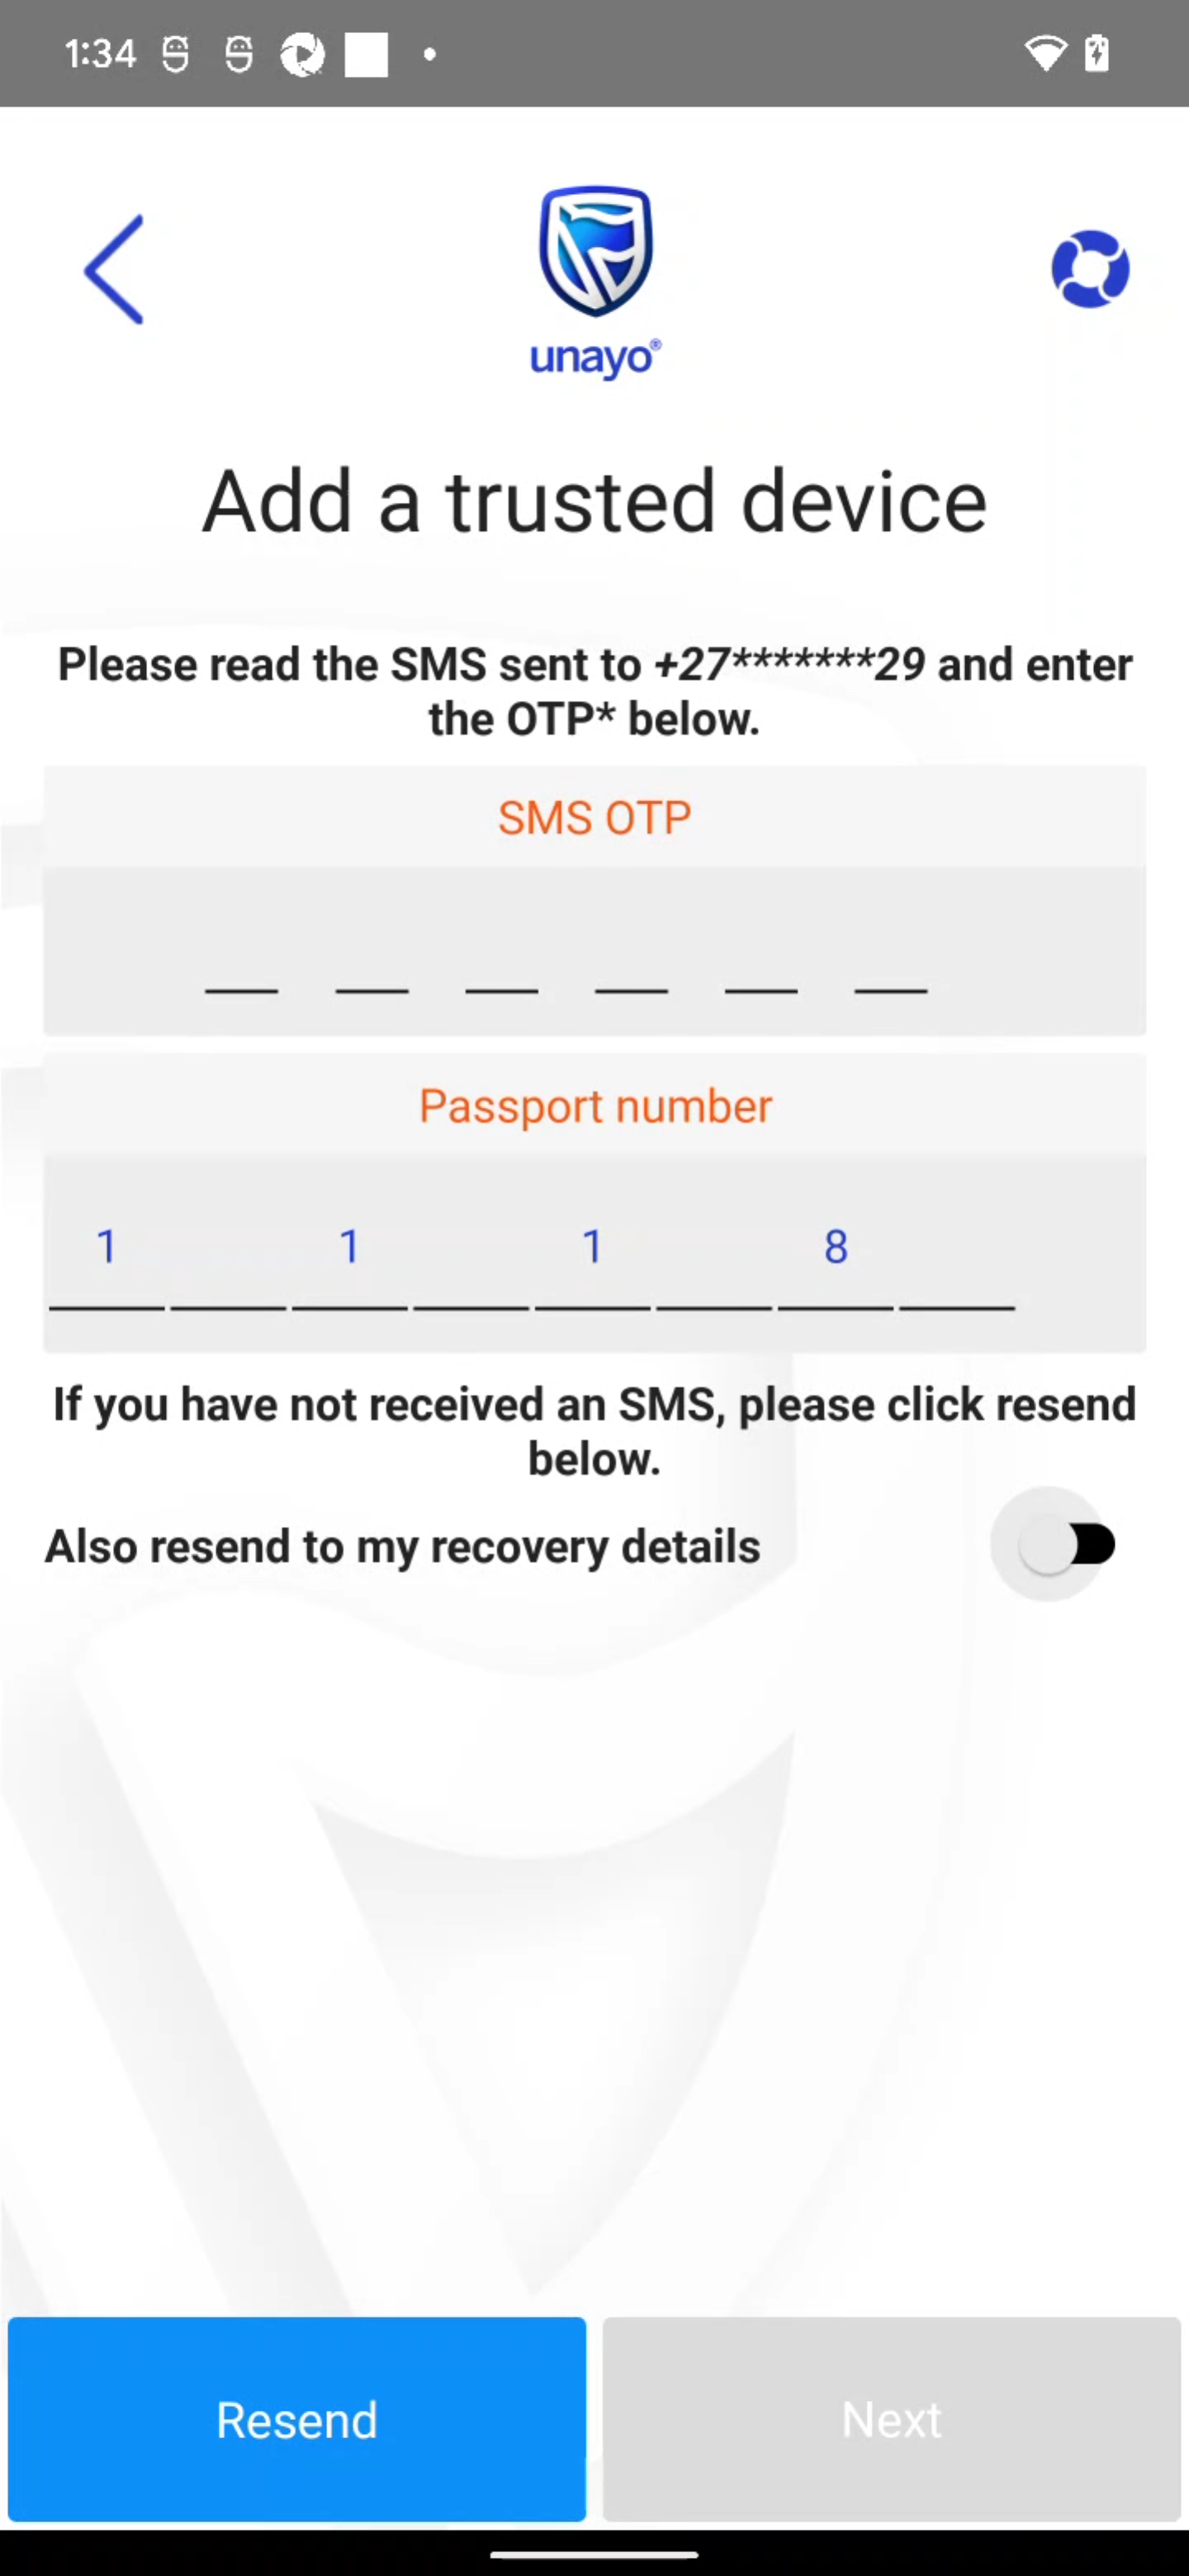 1:34
unayo®
Add a trusted device
Please read the SMS sent to +27*******29 and enter
the OTP* below.
SMS OTP
Passport number
1 1 1 8
If you have not received an SMS, please click resend
below.
Also resend to my recovery details
Resend
Next